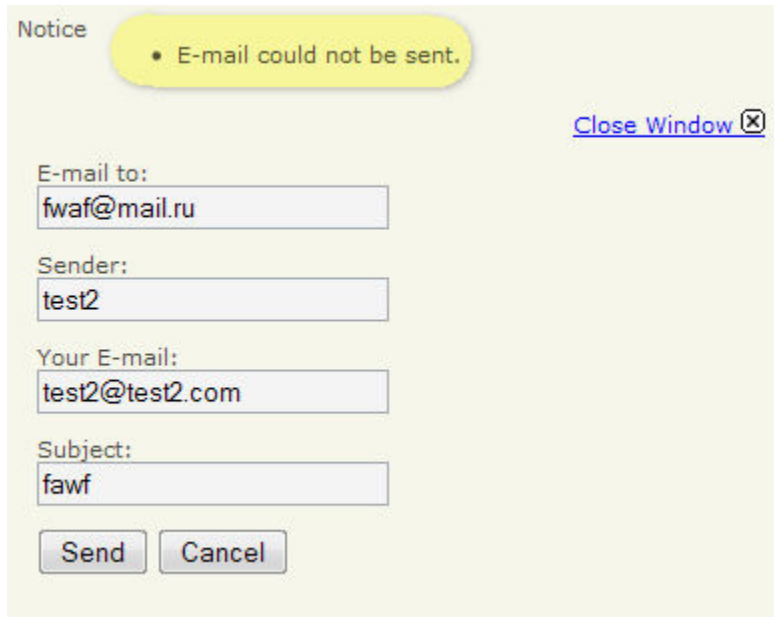 Notice
• E-mail could not be sent.
Close Window
E-mail to:
fwaf@mail.ru
Sender:
test2
Your E-mail:
test2@test2.com
Subject:
fawf
Send Cancel